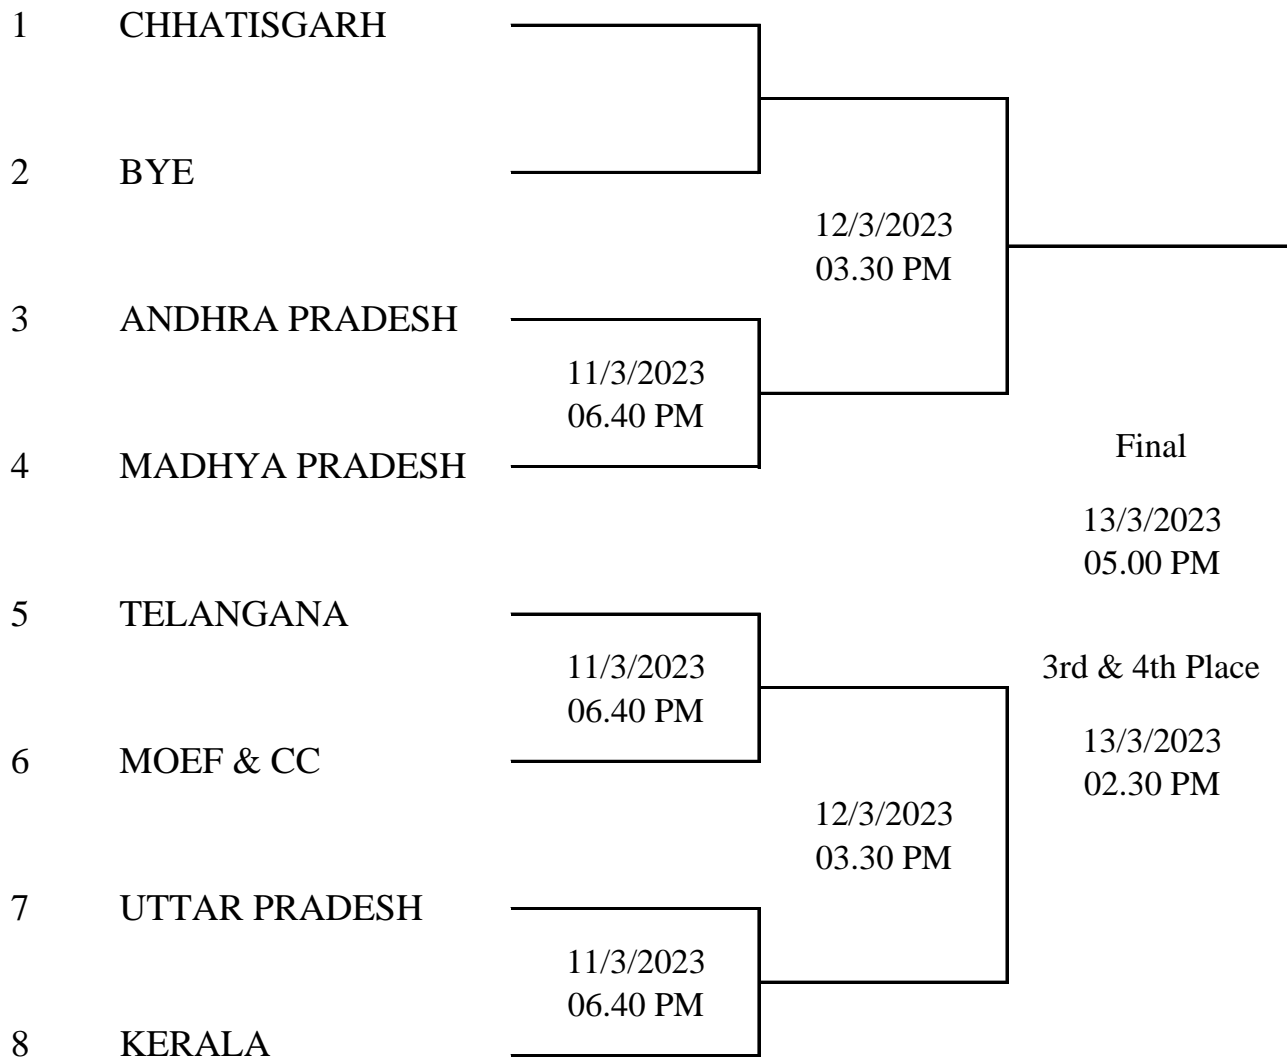 1 CHHATISGARH
2 BYE
12/3/2023
03.30 PM
3 ANDHRA PRADESH
11/3/2023
06.40 PM
4 MADHYA PRADESH
Final
13/3/2023
05.00 PM
5 TELANGANA
11/3/2023
06.40 PM
3rd & 4th Place
13/3/2023
02.30 PM
6 MOEF & CC
12/3/2023
03.30 PM
7 UTTAR PRADESH
11/3/2023
06.40 PM
8 KERALA